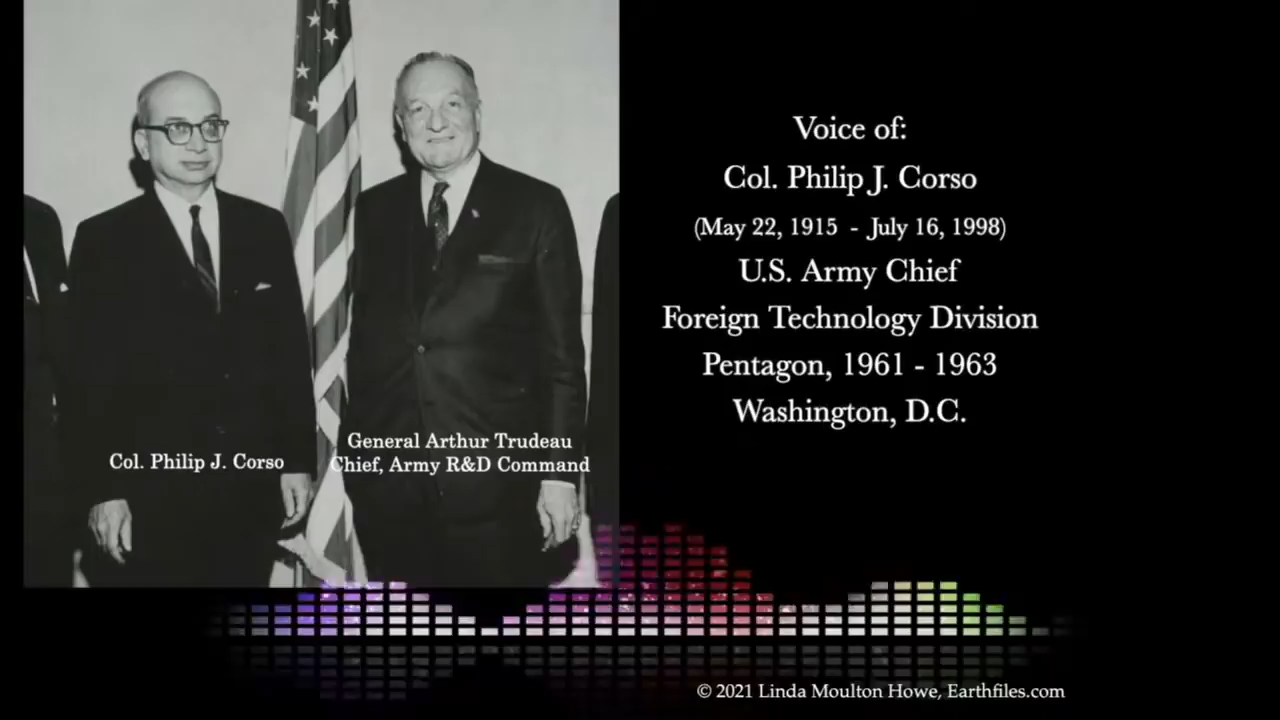 Voice of:
Col. Philip J. Corso
(May 22, 1915 - July 16, 1998)
U.S. Army Chief
Foreign Technology Division
Pentagon, 1961 - 1963
Washington, D.C.
Col. Philip J. Corso
General Arthur Trudeau
Chief, Army R&D Command
© 2021 Linda Moulton Howe, Earthfiles.com